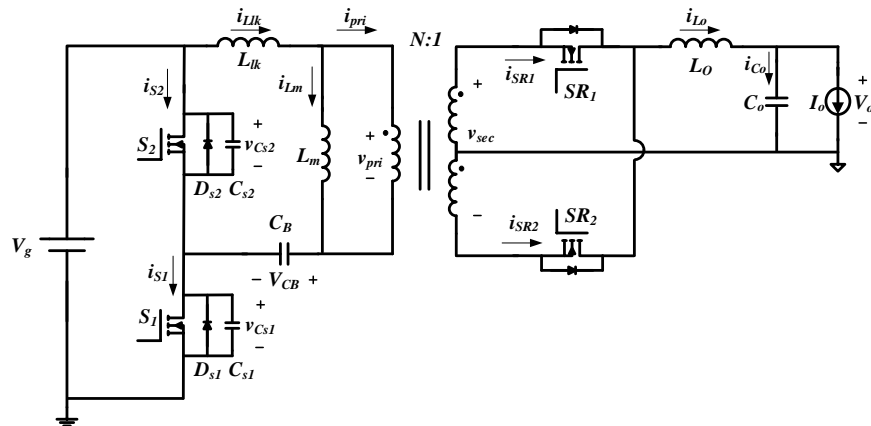 i_Llk
L_lk
i_pri
N:1
i_SR1
SR_1
i_Lo
L_O
i_Co
C_o
I_o
+
V_o
−
i_S2
S_2
D_s2
C_s2
+
v_Cs2
−
i_Lm
L_m
+
v_pri
−
+
v_sec
−
i_SR2
SR_2
V_g
C_B
− V_CB +
i_S1
S_1
D_s1
C_s1
+
v_Cs1
−